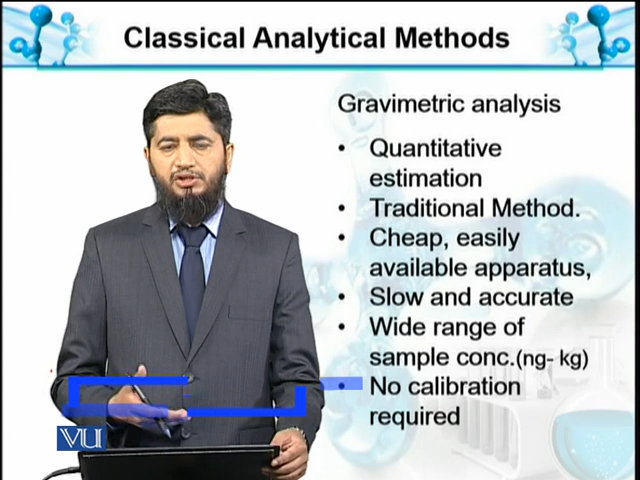 Classical Analytical Methods
Gravimetric analysis
• Quantitative
estimation
• Traditional Method.
• Cheap, easily
available apparatus,
• Slow and accurate
• Wide range of
sample conc.(ng- kg)
• No calibration
required
VU